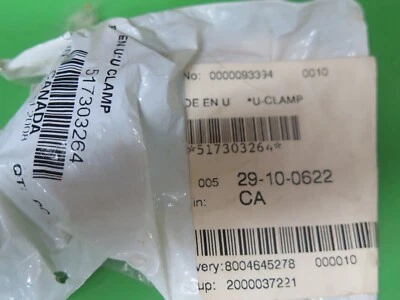 EN U'U-CLAMP
517303264
CANADA
No: 0000093394 0010
DE EN U *U-CLAMP
*517303264*
005 29-10-0622
in: CA
very:8004645278 000010
up: 2000037221